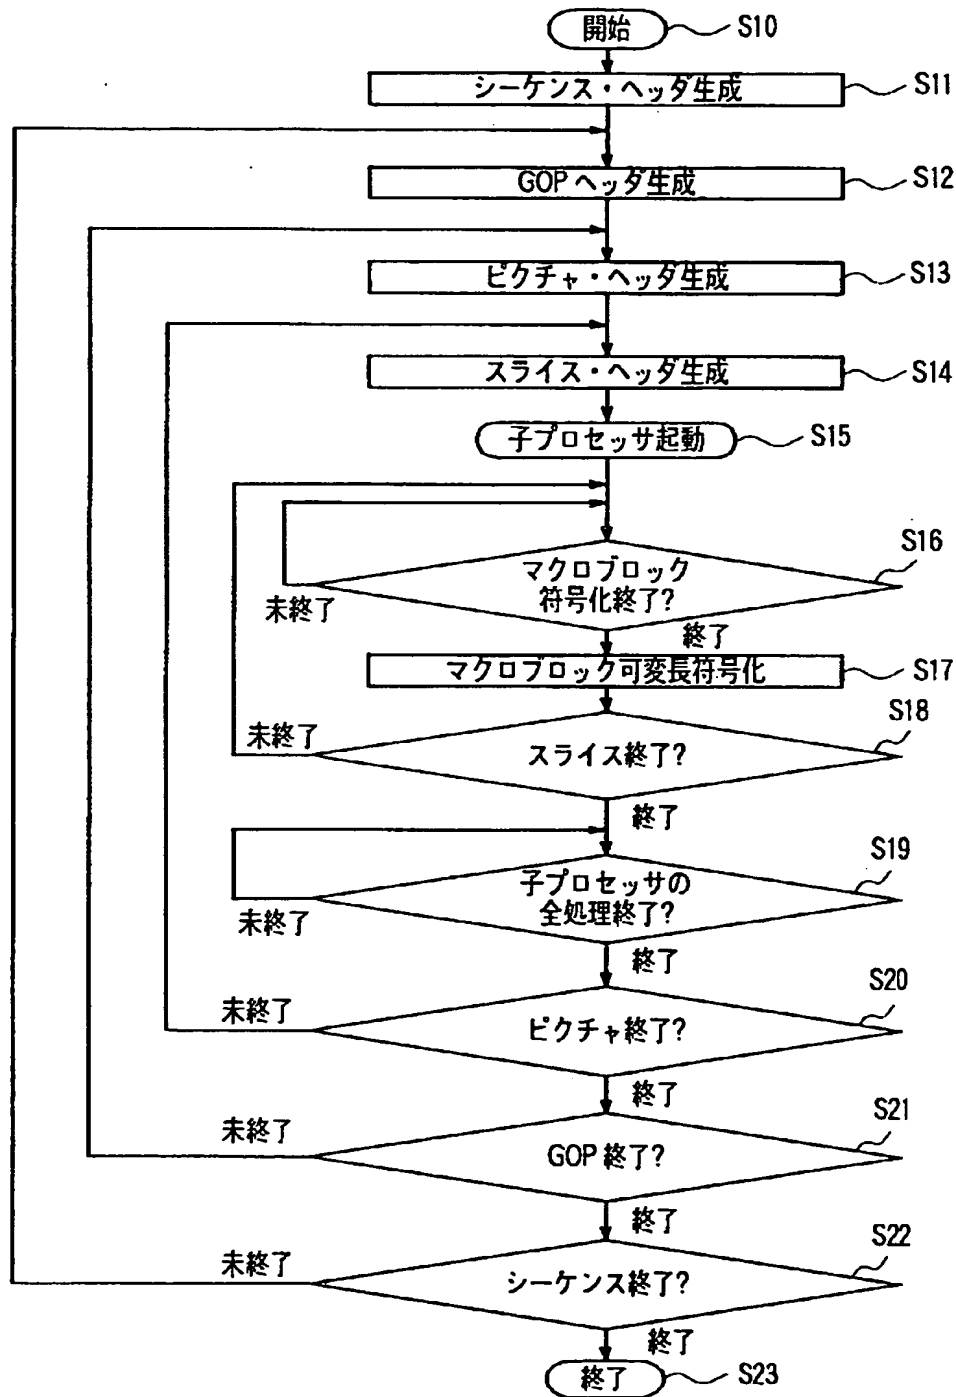 開始
S10
シーケンス・ヘッダ生成
S11
GOPヘッダ生成
S12
ピクチャ・ヘッダ生成
S13
スライス・ヘッダ生成
S14
子プロセッサ起動
S15
マクロブロック
符号化終了?
S16
未終了
終了
マクロブロック可変長符号化
S17
スライス終了?
S18
未終了
終了
子プロセッサの
全処理終了?
S19
未終了
終了
ピクチャ終了?
S20
未終了
終了
GOP終了?
S21
未終了
終了
シーケンス終了?
S22
未終了
終了
終了
S23